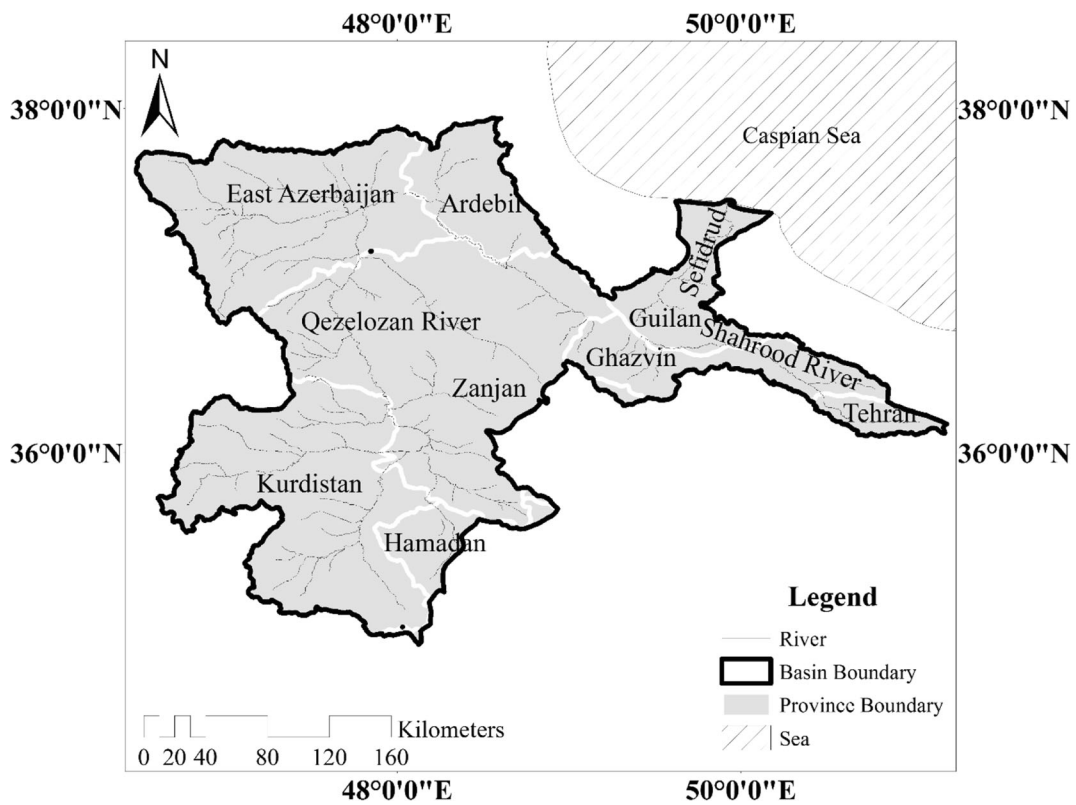 48°0'0"E 50°0'0"E
N
38°0'0"N 38°0'0"N
Caspian Sea
East Azerbaijan
Ardebil
Sefidrud
Qezelozan River
Guilan
Shahrood River
Ghazvin
Zanjan
Tehran
36°0'0"N 36°0'0"N
Kurdistan
Hamadan
Legend
River
Basin Boundary
Province Boundary
Sea
Kilometers
0 20 40 80 120 160
48°0'0"E 50°0'0"E